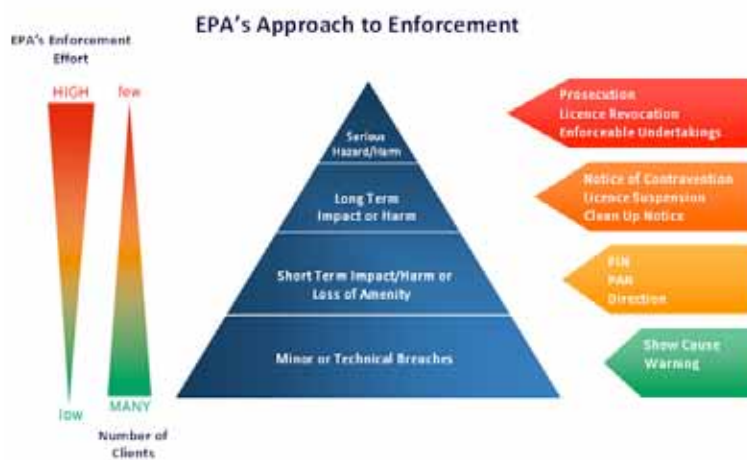 EPA's Approach to Enforcement
EPA's Enforcement
Effort
HIGH
few
low
MANY
Number of
Clients
Serious
Hazard/Harm
Long Term
Impact or Harm
Short Term Impact/Harm or
Loss of Amenity
Minor or Technical Breaches
Prosecution
Licence Revocation
Enforceable Undertakings
Notice of Contravention
Licence Suspension
Clean Up Notice
PIN
PAN
Direction
Show Cause
Warning